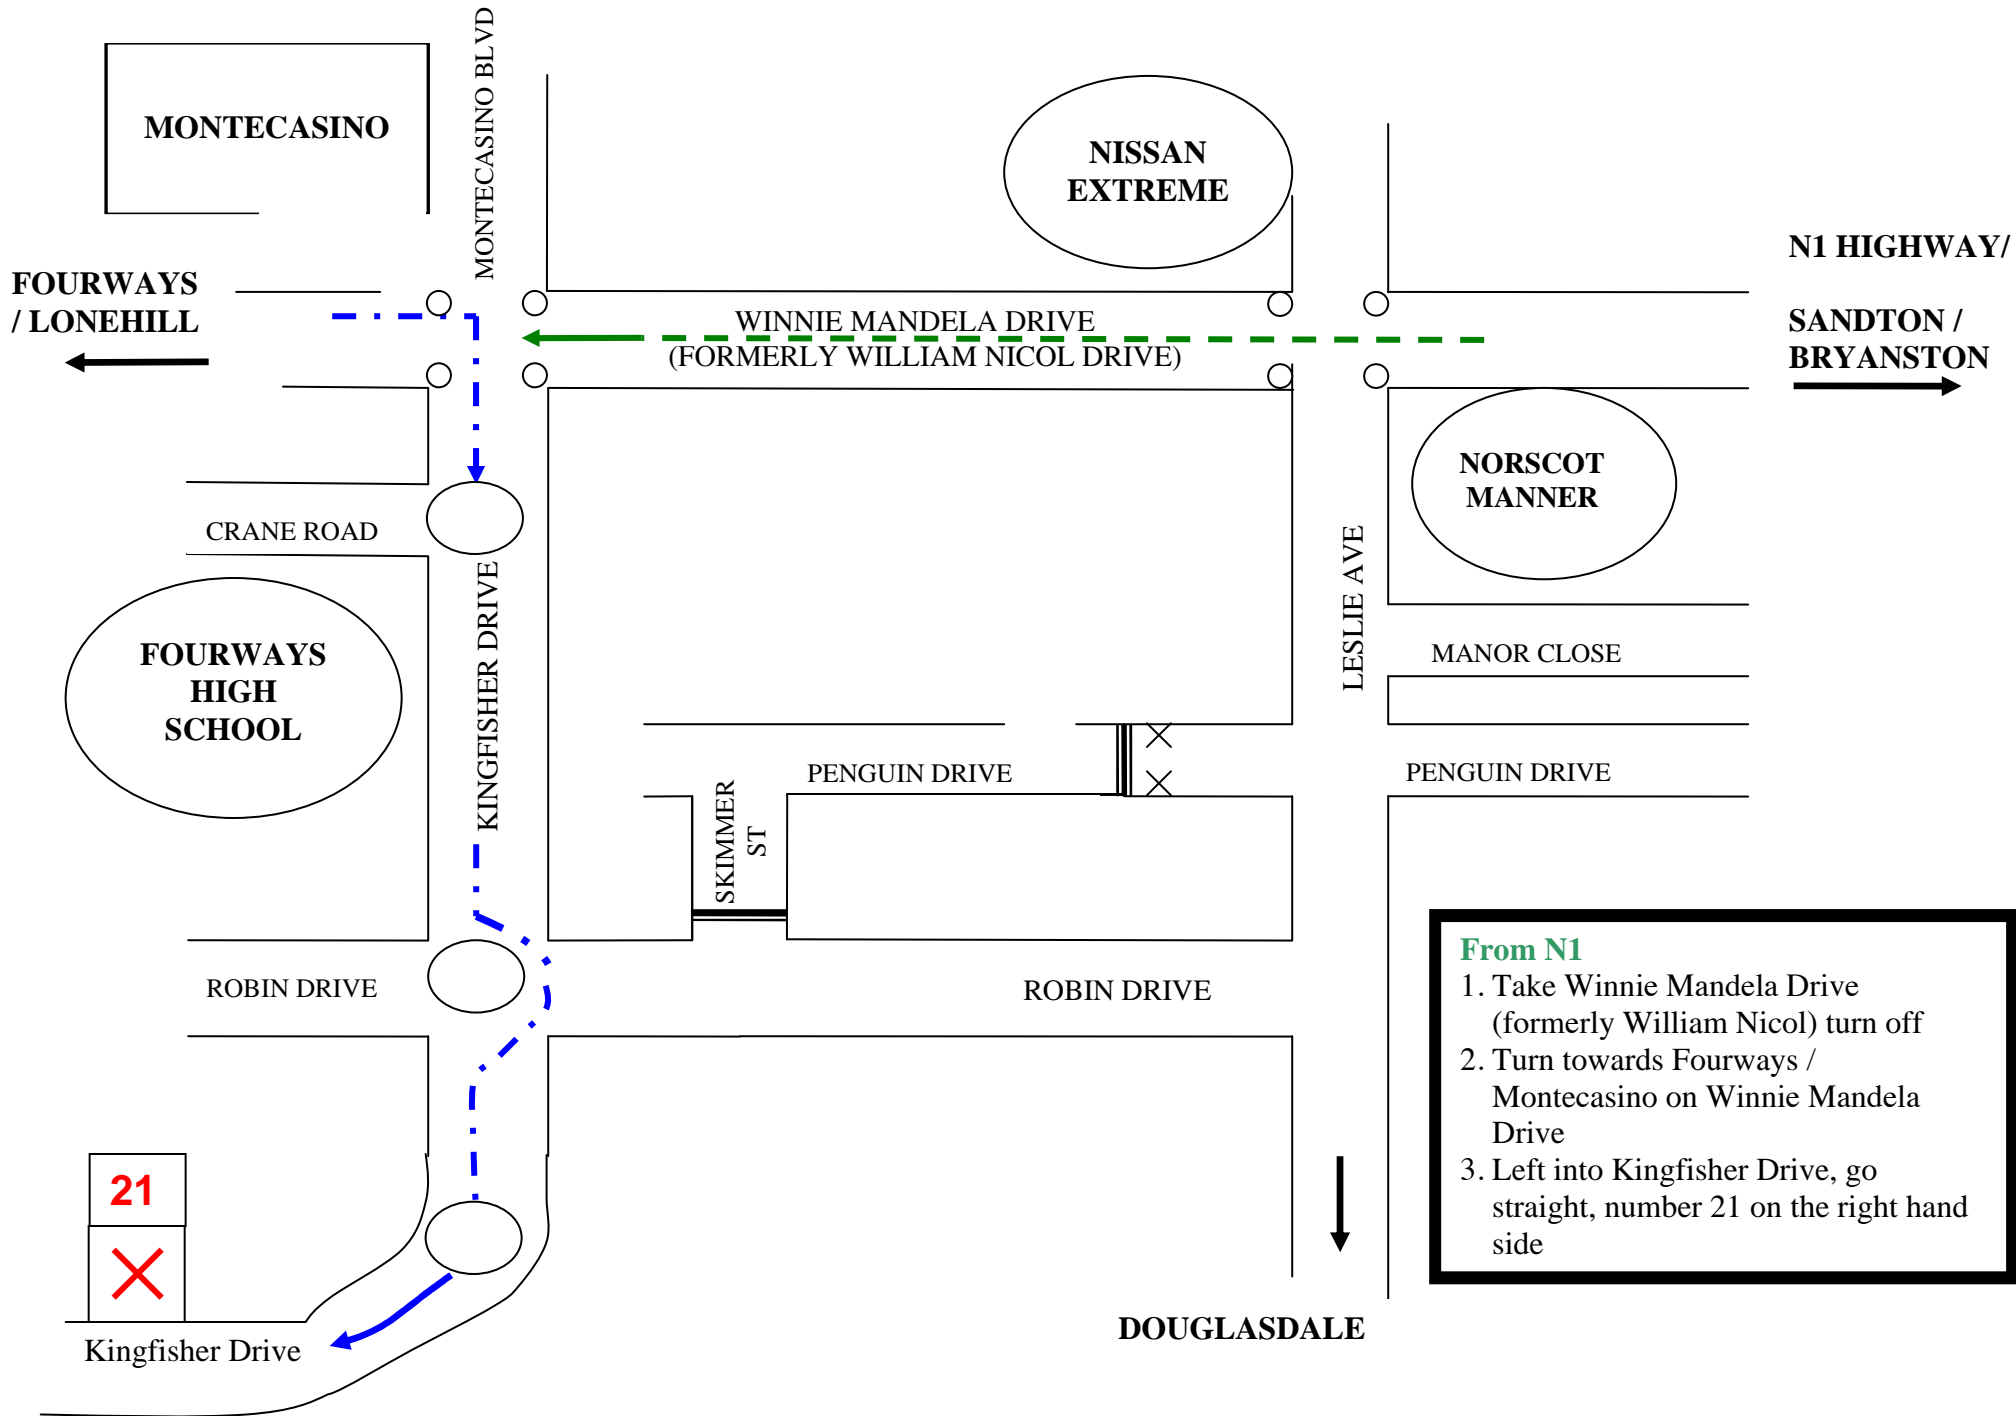 MONTECASINO BLVD
MONTECASINO
NISSAN
EXTREME
N1 HIGHWAY/
FOURWAYS
/ LONEHILL
SANDTON /
BRYANSTON
WINNIE MANDELA DRIVE
(FORMERLY WILLIAM NICOL DRIVE)
NORSCOT
MANNER
CRANE ROAD
KINGFISHER DRIVE
LESLIE AVE
FOURWAYS
HIGH
SCHOOL
MANOR CLOSE
PENGUIN DRIVE
PENGUIN DRIVE
SKIMMER
ST
ROBIN DRIVE
ROBIN DRIVE
From N1
1. Take Winnie Mandela Drive
(formerly William Nicol) turn off
2. Turn towards Fourways /
Montecasino on Winnie Mandela
Drive
3. Left into Kingfisher Drive, go
straight, number 21 on the right hand
side
21
Kingfisher Drive
DOUGLASDALE